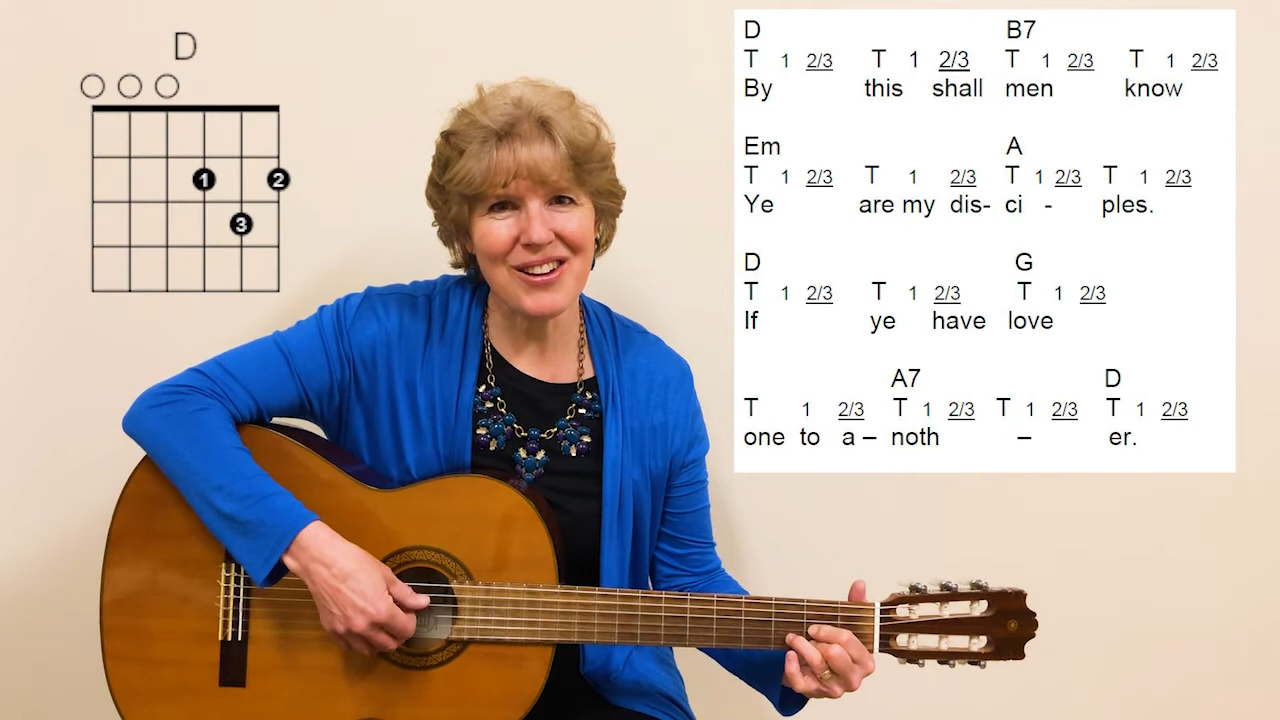 D
1 2
3
D B7
T 1 2/3 T 1 2/3 T 1 2/3 T 1 2/3
By this shall men know
Em A
T 1 2/3 T 1 2/3 T 1 2/3 T 1 2/3
Ye are my dis- ci - ples.
D G
T 1 2/3 T 1 2/3 T 1 2/3
If ye have love
A7 D
T 1 2/3 T 1 2/3 T 1 2/3 T 1 2/3
one to a – noth – er.